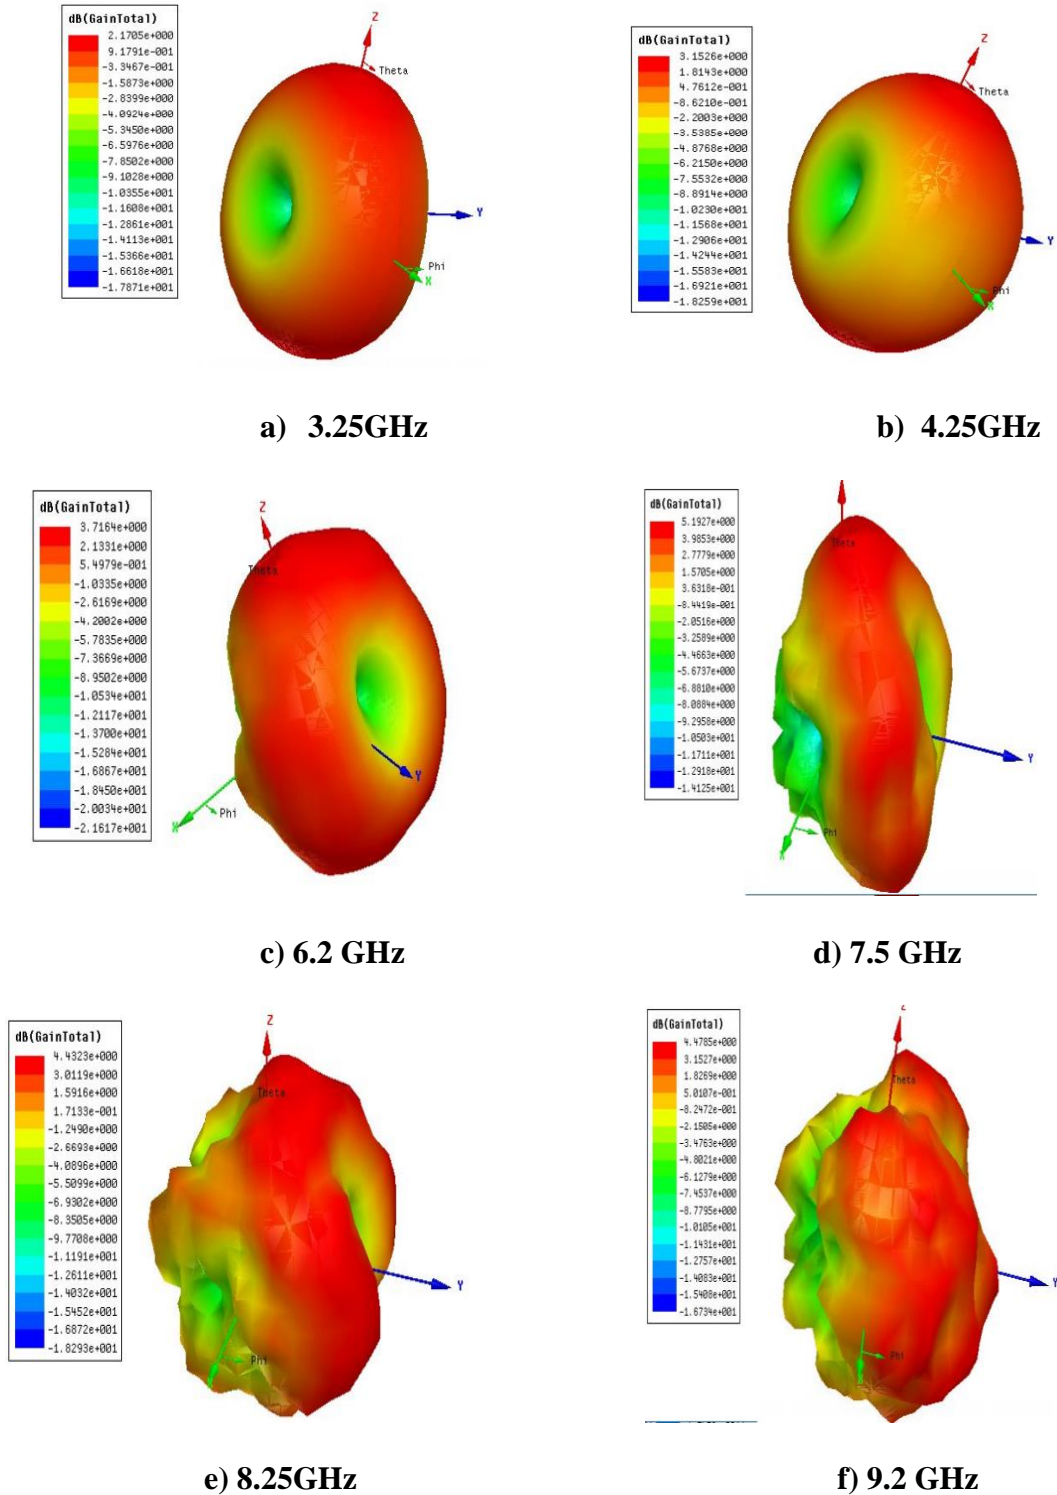 dB(GainTotal)
2.1705e+000
9.1791e-001
-3.3467e-001
-1.5873e+000
-2.8399e+000
-4.0924e+000
-5.3450e+000
-6.5976e+000
-7.8502e+000
-9.1028e+000
-1.0355e+001
-1.1608e+001
-1.2861e+001
-1.4113e+001
-1.5366e+001
-1.6618e+001
-1.7871e+001
Z
Theta
Y
Phi
X
dB(GainTotal)
3.1526e+000
1.8143e+000
4.7612e-001
-8.6210e-001
-2.2003e+000
-3.5385e+000
-4.8768e+000
-6.2150e+000
-7.5532e+000
-8.8914e+000
-1.0230e+001
-1.1568e+001
-1.2906e+001
-1.4244e+001
-1.5583e+001
-1.6921e+001
-1.8259e+001
Z
Theta
Y
Phi
X
a) 3.25GHz
b) 4.25GHz
dB(GainTotal)
3.7164e+000
2.1331e+000
5.4979e-001
-1.0335e+000
-2.6169e+000
-4.2002e+000
-5.7835e+000
-7.3669e+000
-8.9502e+000
-1.0534e+001
-1.2117e+001
-1.3700e+001
-1.5284e+001
-1.6867e+001
-1.8450e+001
-2.0034e+001
-2.1617e+001
Z
Theta
Y
X
Phi
dB(GainTotal)
5.1927e+000
3.9853e+000
2.7779e+000
1.5705e+000
3.6318e-001
-8.4419e-001
-2.0516e+000
-3.2589e+000
-4.4663e+000
-5.6737e+000
-6.8810e+000
-8.0884e+000
-9.2958e+000
-1.0503e+001
-1.1711e+001
-1.2918e+001
-1.4125e+001
Theta
Y
Phi
X
c) 6.2 GHz
d) 7.5 GHz
dB(GainTotal)
4.4323e+000
3.0119e+000
1.5916e+000
1.7133e-001
-1.2490e+000
-2.6693e+000
-4.0896e+000
-5.5099e+000
-6.9302e+000
-8.3505e+000
-9.7708e+000
-1.1191e+001
-1.2611e+001
-1.4032e+001
-1.5452e+001
-1.6872e+001
-1.8293e+001
Z
Theta
Y
Phi
X
dB(GainTotal)
4.4785e+000
3.1527e+000
1.8269e+000
5.0107e-001
-8.2472e-001
-2.1505e+000
-3.4763e+000
-4.8021e+000
-6.1279e+000
-7.4537e+000
-8.7795e+000
-1.0105e+001
-1.1431e+001
-1.2757e+001
-1.4083e+001
-1.5408e+001
-1.6734e+001
Theta
Y
Phi
e) 8.25GHz
f) 9.2 GHz